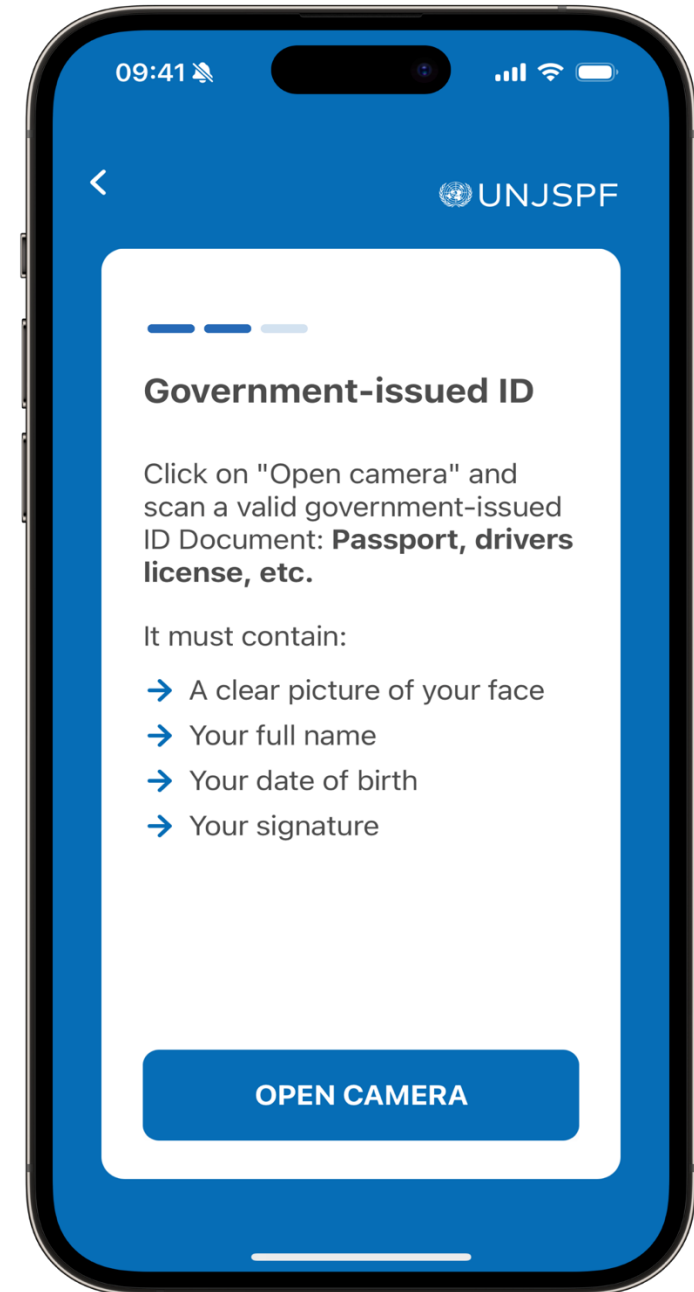 09:41
UNJSPF
Government-issued ID
Click on "Open camera" and
scan a valid government-issued
ID Document: Passport, drivers
license, etc.
It must contain:
→ A clear picture of your face
→ Your full name
→ Your date of birth
→ Your signature
OPEN CAMERA